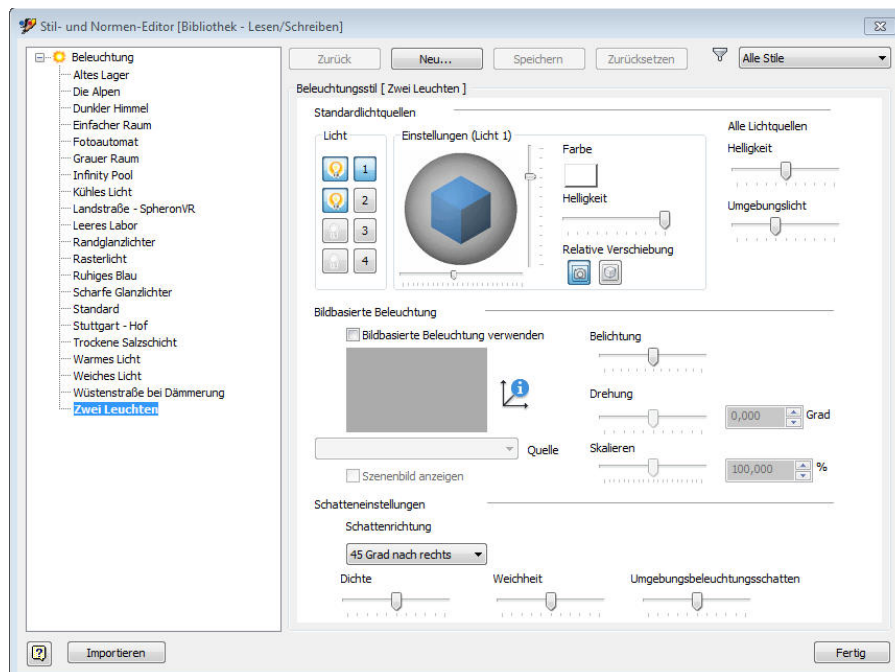 Stil- und Normen-Editor [Bibliothek - Lesen/Schreiben]
Beleuchtung
Altes Lager
Die Alpen
Dunkler Himmel
Einfacher Raum
Fotoautomat
Grauer Raum
Infinity Pool
Kühles Licht
Landstraße - SpheronVR
Leeres Labor
Randglanzlichter
Rasterlicht
Ruhiges Blau
Scharfe Glanzlichter
Standard
Stuttgart - Hof
Trockene Salzschicht
Warmes Licht
Weiches Licht
Wüstenstraße bei Dämmerung
Zwei Leuchten
Zurück Neu... Speichern Zurücksetzen Alle Stile
Beleuchtungsstil [ Zwei Leuchten ]
Standardlichtquellen
Licht
1
2
3
4
Einstellungen (Licht 1)
Farbe
Helligkeit
Relative Verschiebung
Alle Lichtquellen
Helligkeit
Umgebungslicht
Bildbasierte Beleuchtung
Bildbasierte Beleuchtung verwenden
Quelle
Szenenbild anzeigen
Belichtung
Drehung
0,000 Grad
Skalieren
100,000 %
Schatteneinstellungen
Schattenrichtung
45 Grad nach rechts
Dichte Weichheit Umgebungsbeleuchtungsschatten
? Importieren Fertig